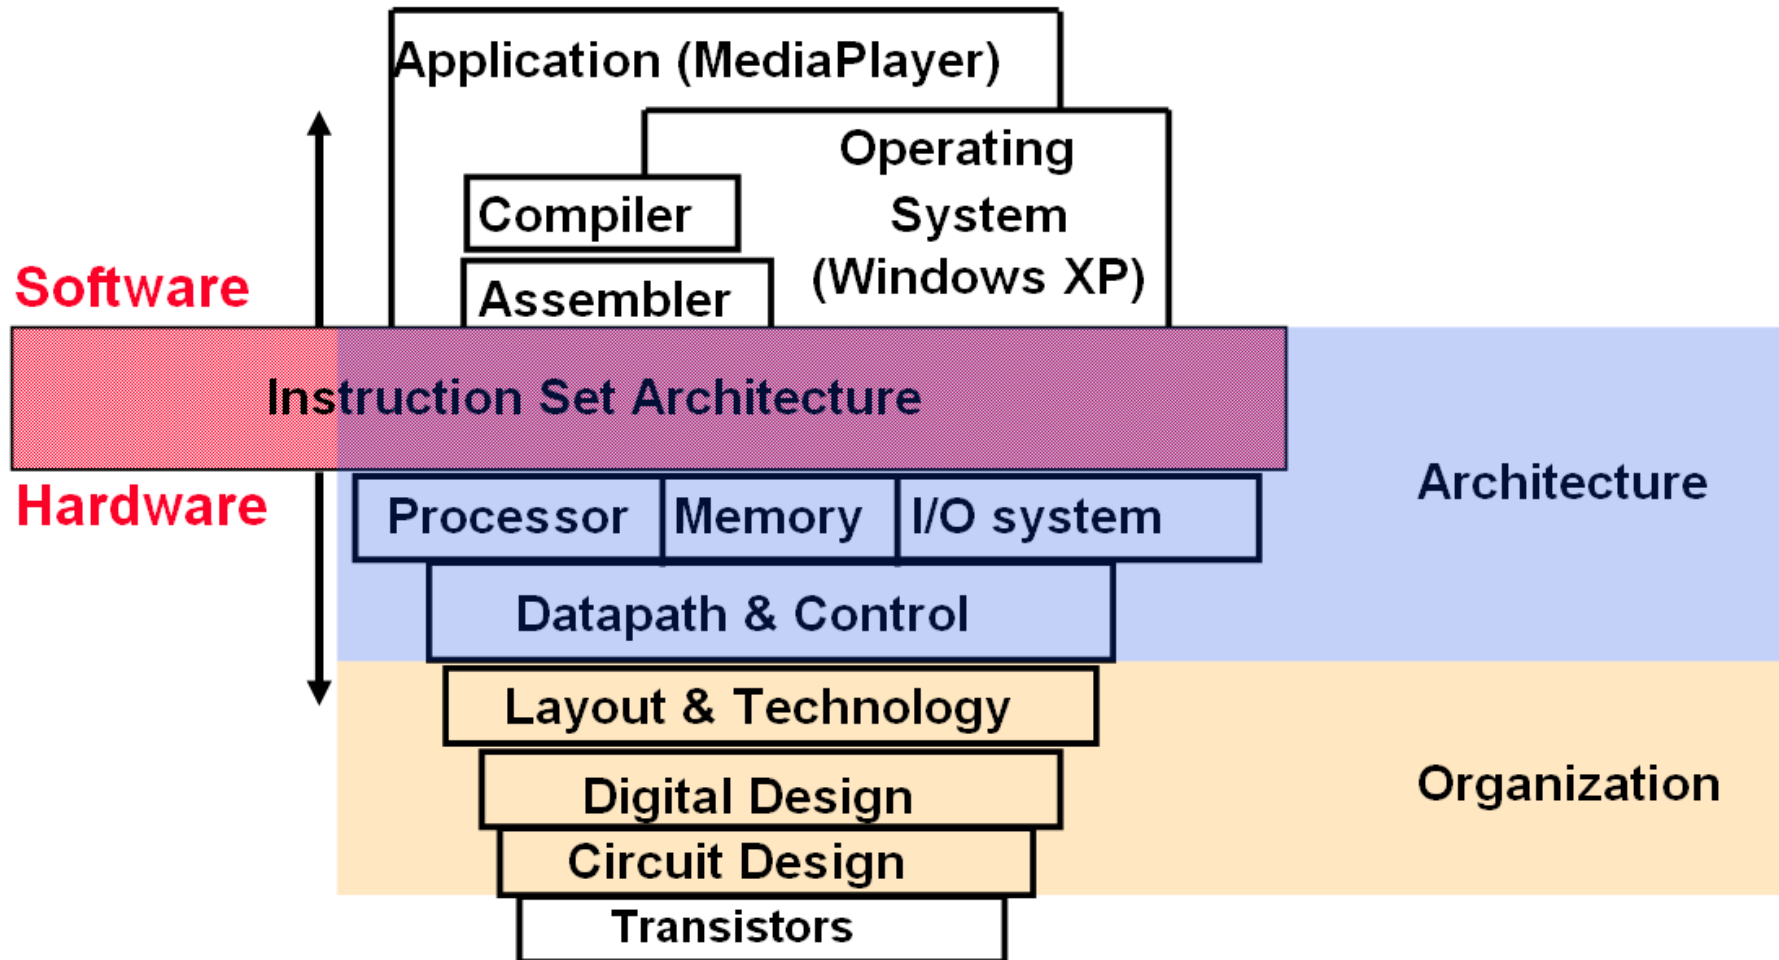 Application (MediaPlayer)
Operating
System
(Windows XP)
Compiler
Assembler
Software
Instruction Set Architecture
Hardware
Architecture
Processor
Memory
I/O system
Datapath & Control
Layout & Technology
Digital Design
Organization
Circuit Design
Transistors